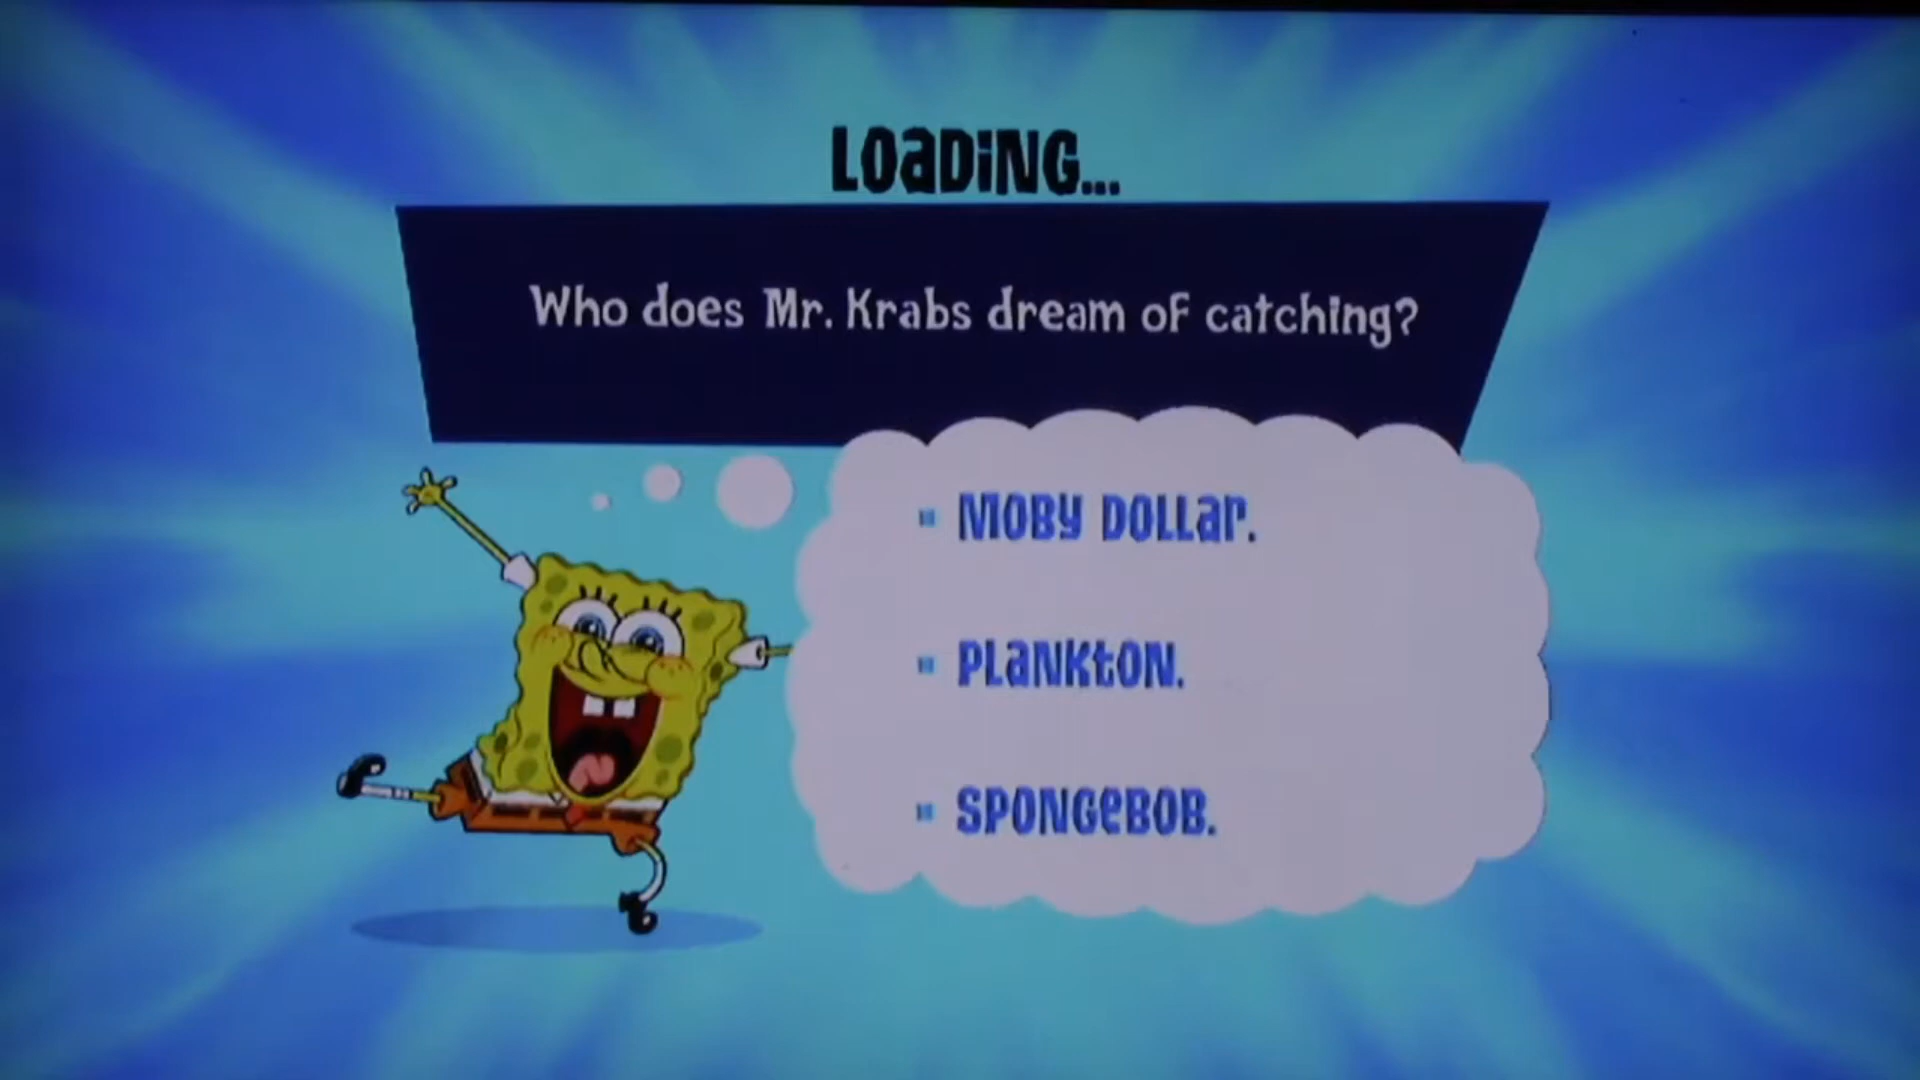 LOADING...
Who does Mr. Krabs dream of catching?
MOBY DOLLAR.
PLANKTON.
SPONGEBOB.